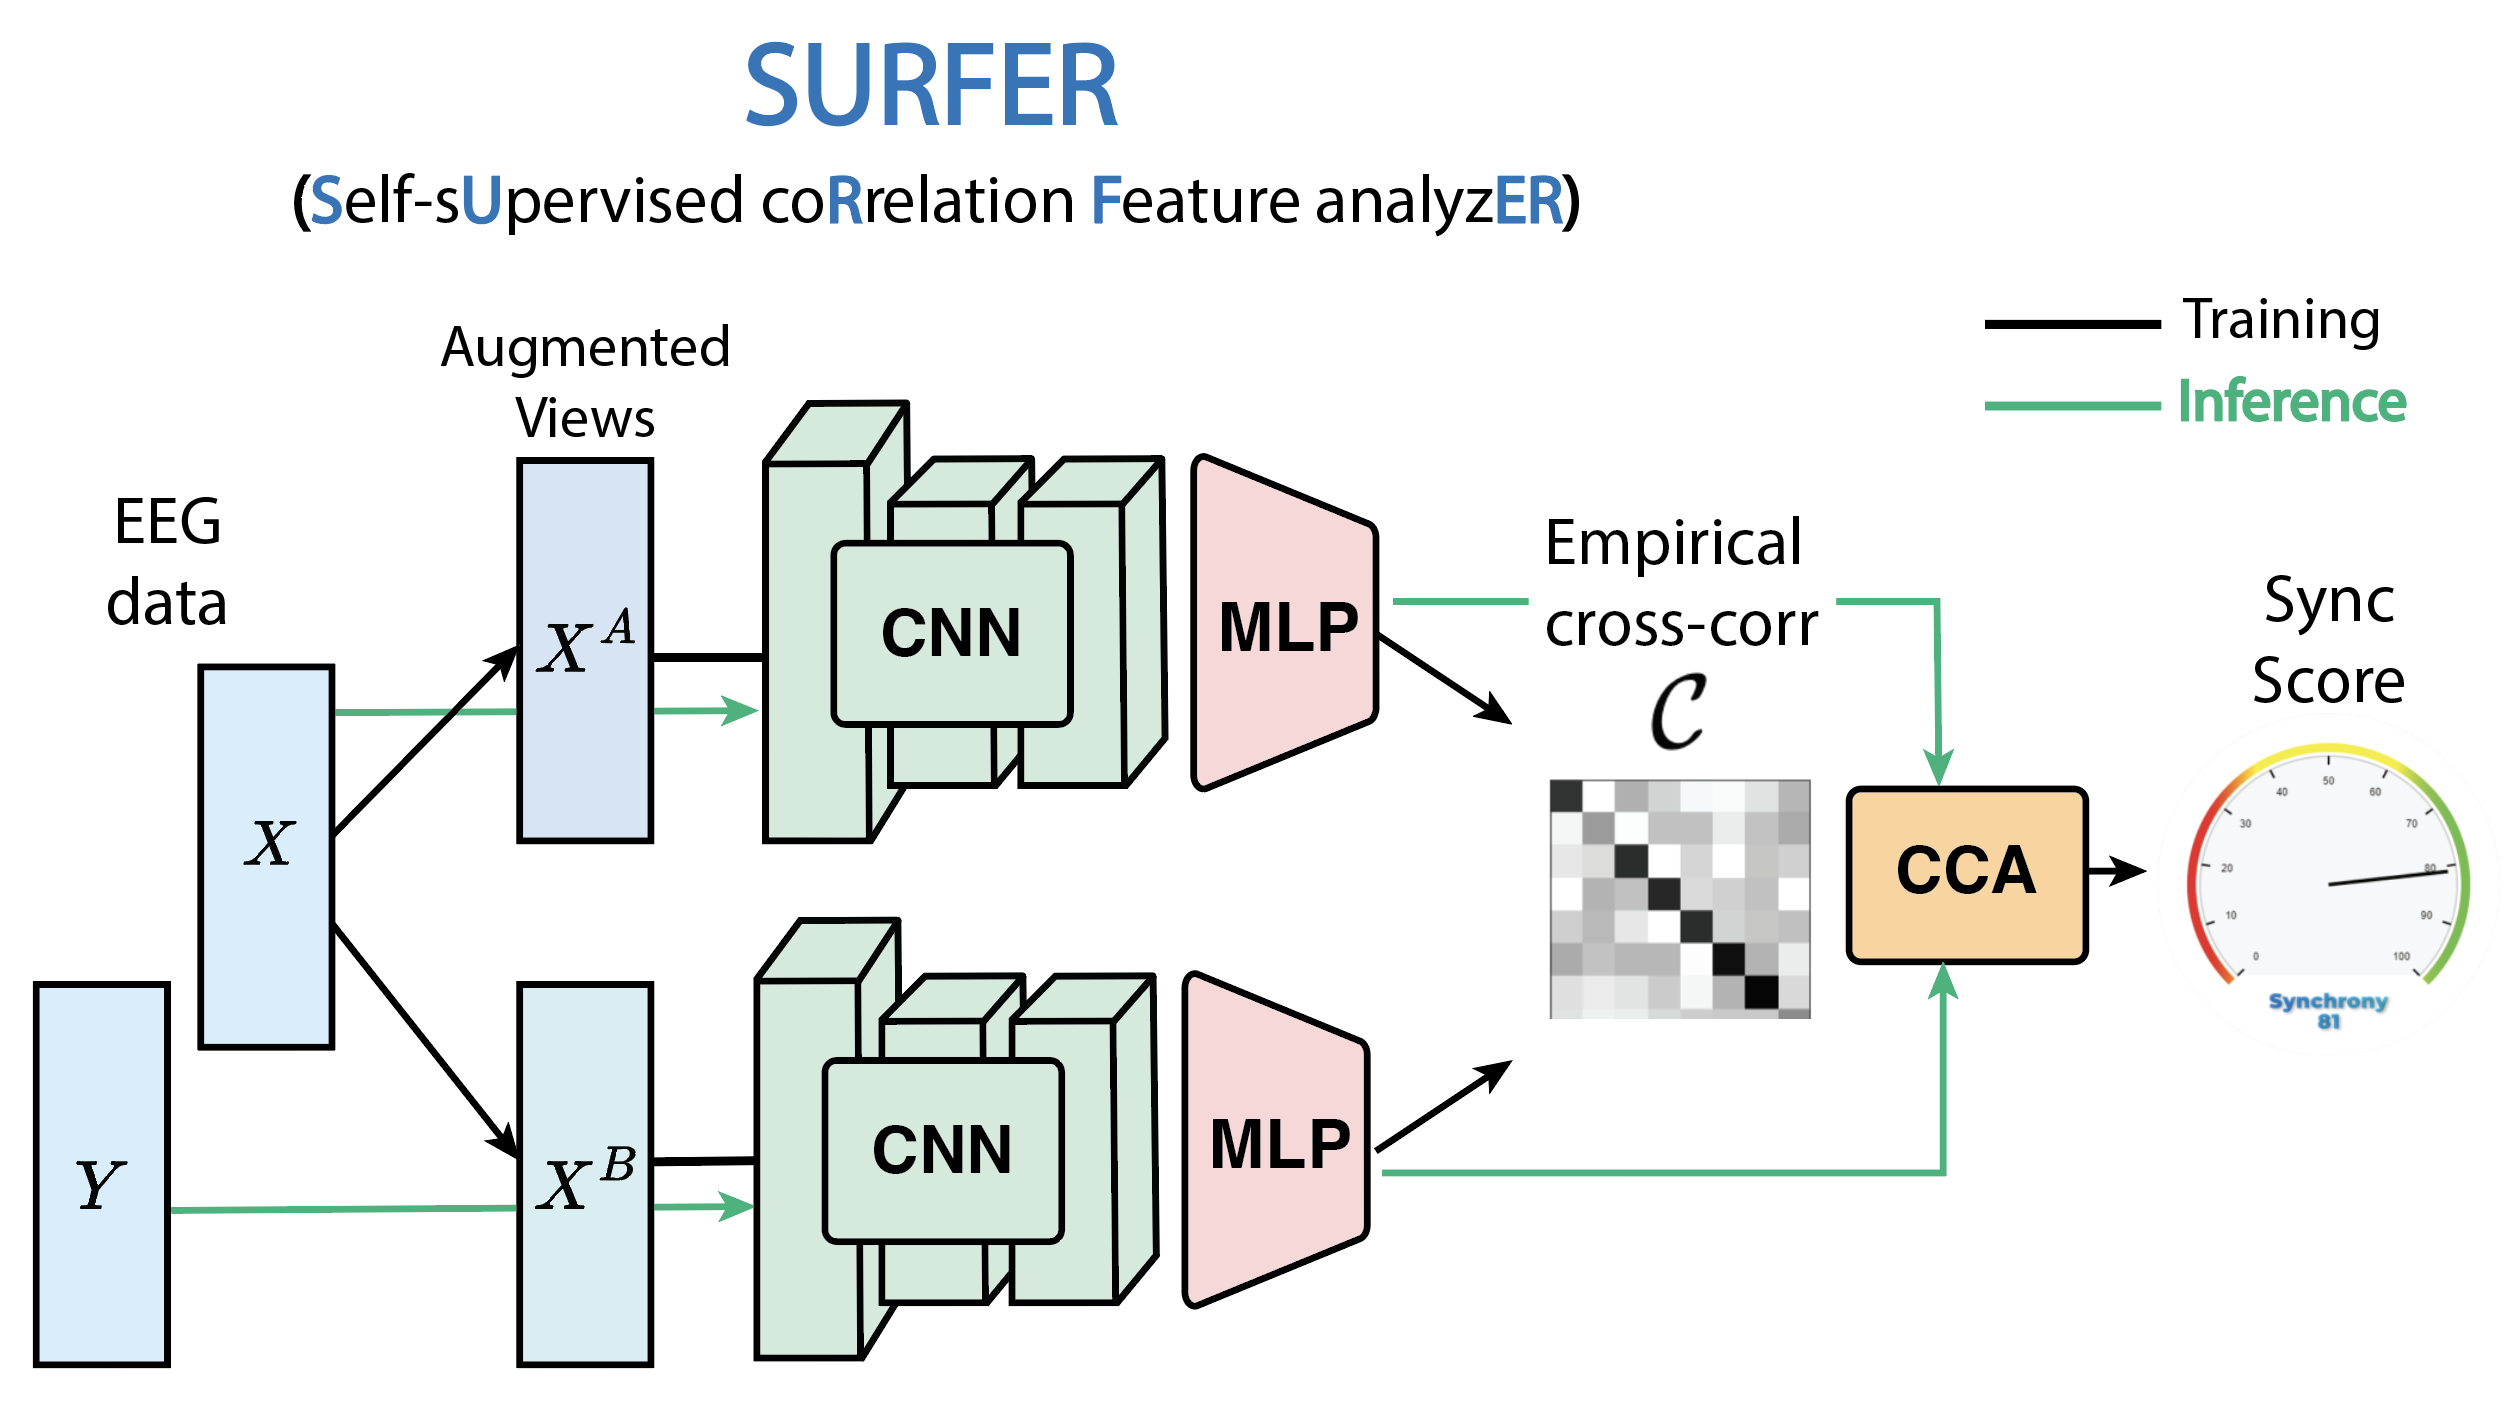 SURFER
(Self-sUpervised coRrelation Feature analyzER)
Training
Inference
Augmented
Views
EEG
data
X
Y
X^A
X^B
CNN
MLP
CNN
MLP
Empirical
cross-corr
C
CCA
Sync
Score
0
10
20
30
40
50
60
70
80
90
100
Synchrony
81